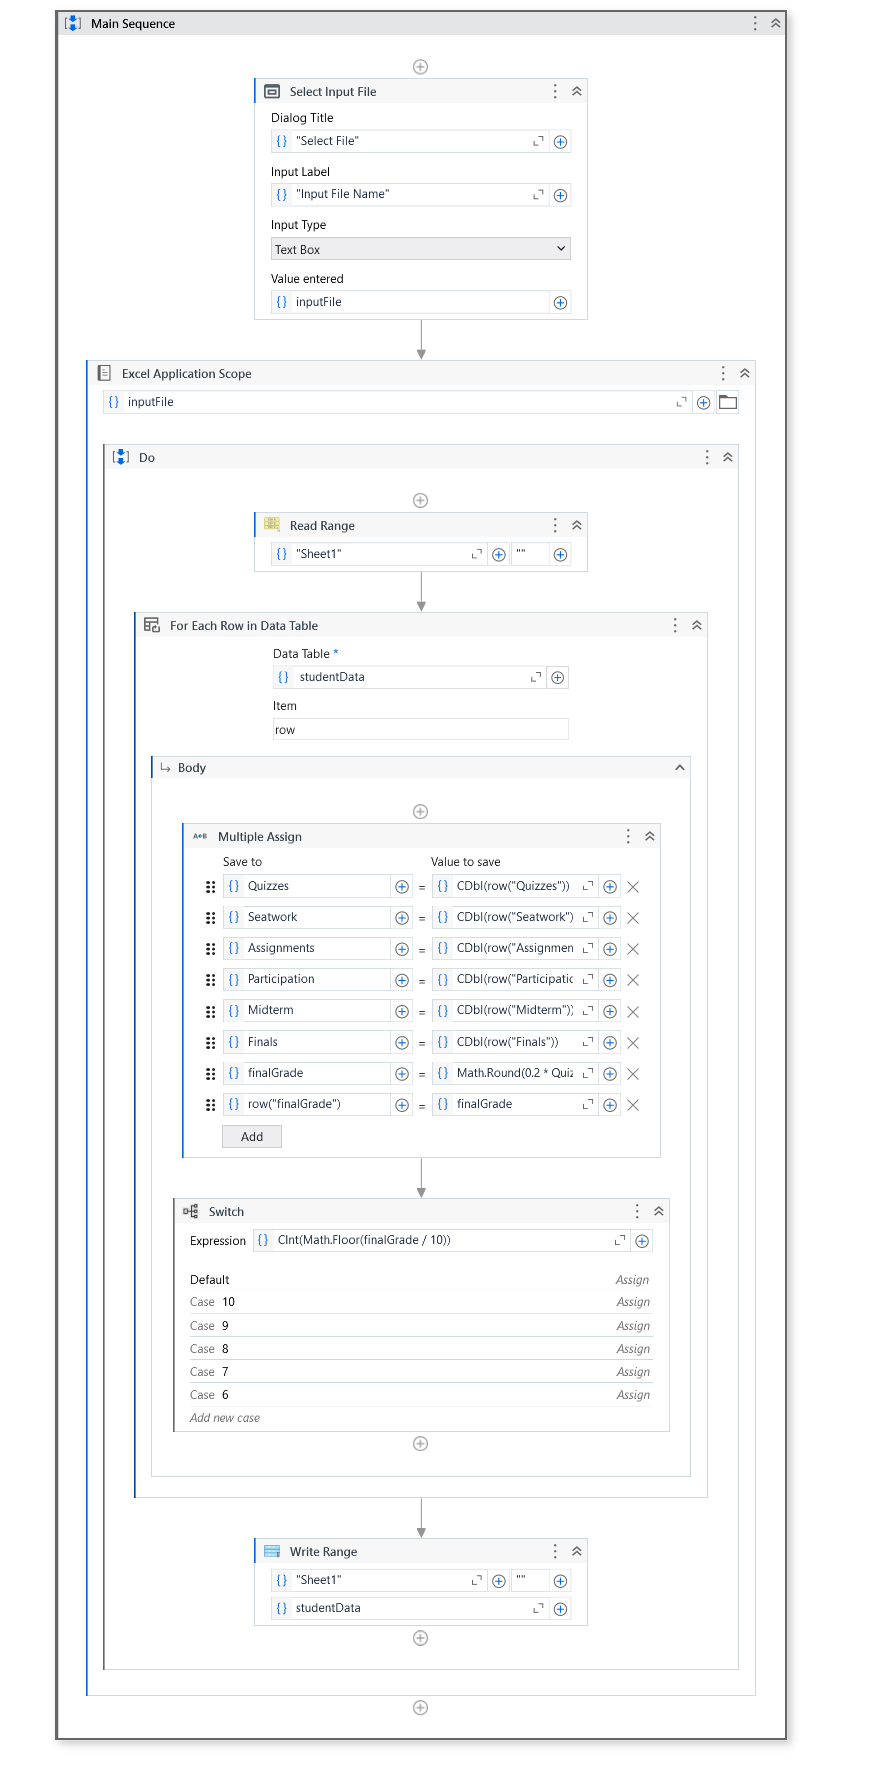 Main Sequence
Select Input File
Dialog Title
"Select File"
Input Label
"Input File Name"
Input Type
Text Box
Value entered
inputFile
Excel Application Scope
inputFile
Do
Read Range
"Sheet1" ""
For Each Row in Data Table
Data Table *
studentData
Item
row
Body
A+B Multiple Assign
Save to Value to save
Quizzes = CDbl(row("Quizzes"))
Seatwork = CDbl(row("Seatwork")
Assignments = CDbl(row("Assignmen
Participation = CDbl(row("Participatic
Midterm = CDbl(row("Midterm"))
Finals = CDbl(row("Finals"))
finalGrade = Math.Round(0.2 * Quiz
row("finalGrade") = finalGrade
Add
Switch
Expression CInt(Math.Floor(finalGrade / 10))
Default Assign
Case 10 Assign
Case 9 Assign
Case 8 Assign
Case 7 Assign
Case 6 Assign
Add new case
Write Range
"Sheet1" ""
studentData